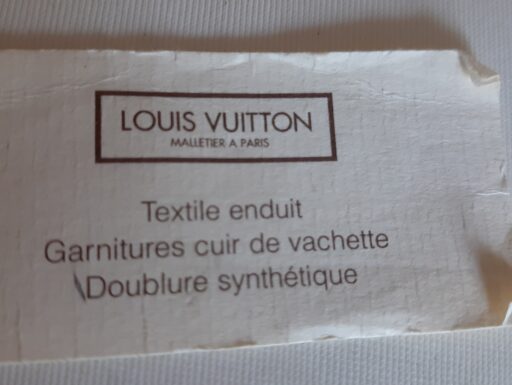 LOUIS VUITTON
MALLETIER A PARIS
Textile enduit
Garnitures cuir de vachette
Doublure synthétique